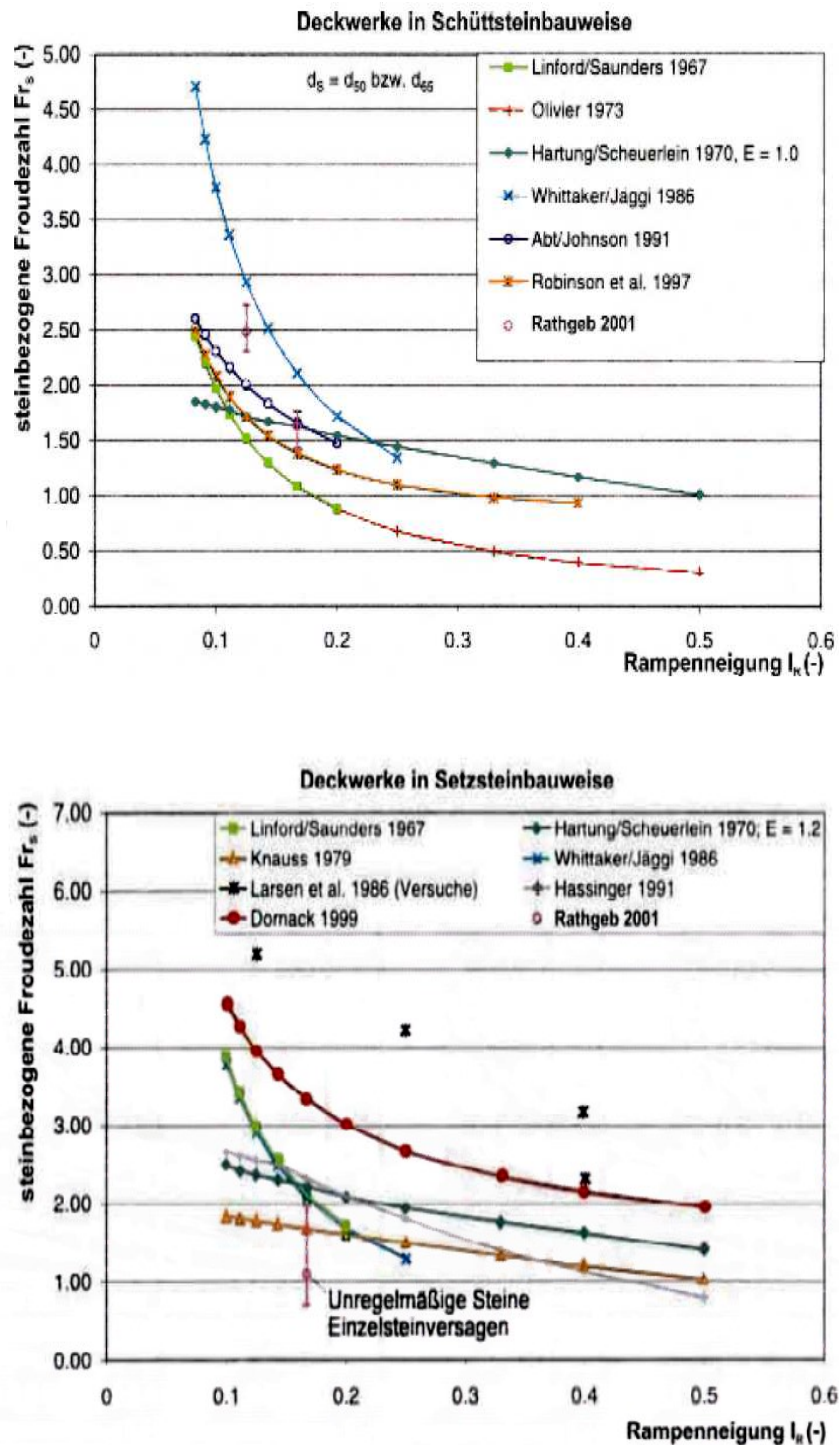 Deckwerke in Schüttsteinbauweise
steinbezogene Froudezahl Frs (-)
5.00
4.50
4.00
3.50
3.00
2.50
2.00
1.50
1.00
0.50
0.00
ds = d50 bzw. d65
Linford/Saunders 1967
Olivier 1973
Hartung/Scheuerlein 1970, E = 1.0
Whittaker/Jäggi 1986
Abt/Johnson 1991
Robinson et al. 1997
Rathgeb 2001
0 0.1 0.2 0.3 0.4 0.5 0.6
Rampenneigung IR (-)
Deckwerke in Setzsteinbauweise
steinbezogene Froudezahl Frs (-)
7.00
6.00
5.00
4.00
3.00
2.00
1.00
0.00
Linford/Saunders 1967
Knauss 1979
Larsen et al. 1986 (Versuche)
Dornack 1999
Hartung/Scheuerlein 1970; E = 1.2
Whittaker/Jäggi 1986
Hassinger 1991
Rathgeb 2001
Unregelmäßige Steine
Einzelsteinversagen
0 0.1 0.2 0.3 0.4 0.5 0.6
Rampenneigung IR (-)